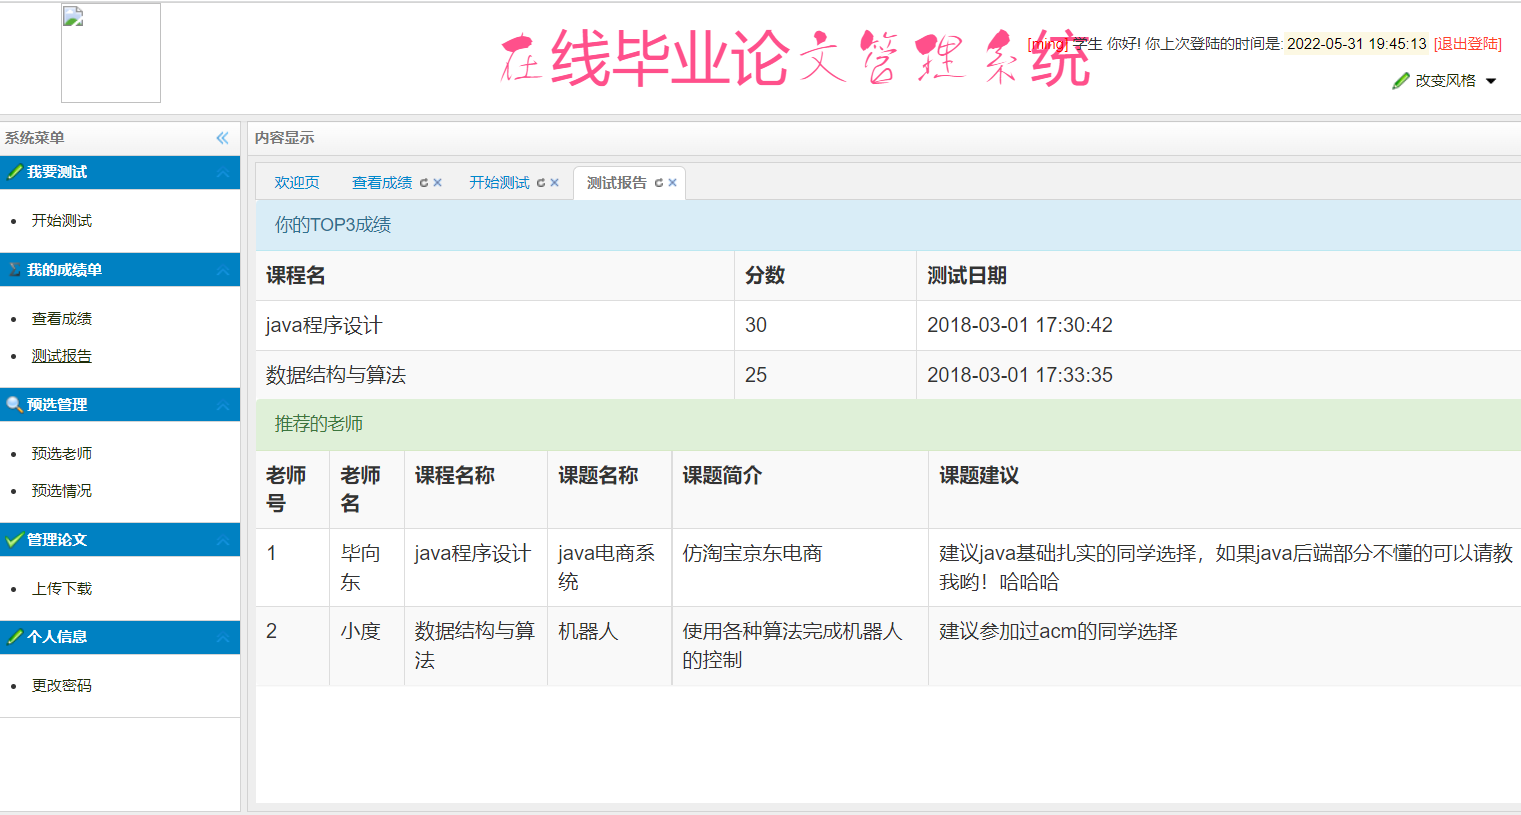 在线毕业论文管理系统
[ming] 学生 你好! 你上次登陆的时间是: 2022-05-31 19:45:13 [退出登陆]
改变风格
系统菜单
我要测试
开始测试
我的成绩单
查看成绩
测试报告
预选管理
预选老师
预选情况
管理论文
上传下载
个人信息
更改密码
内容显示
欢迎页 查看成绩 开始测试 测试报告
你的TOP3成绩
课程名 分数 测试日期
java程序设计 30 2018-03-01 17:30:42
数据结构与算法 25 2018-03-01 17:33:35
推荐的老师
老师 老师 课程名称 课题名称 课题简介 课题建议
号 名
1 毕向 java程序设计 java电商系 仿淘宝京东电商 建议java基础扎实的同学选择，如果java后端部分不懂的可以请教
东 统 我哟！哈哈哈
2 小度 数据结构与算 机器人 使用各种算法完成机器人 建议参加过acm的同学选择
法 的控制